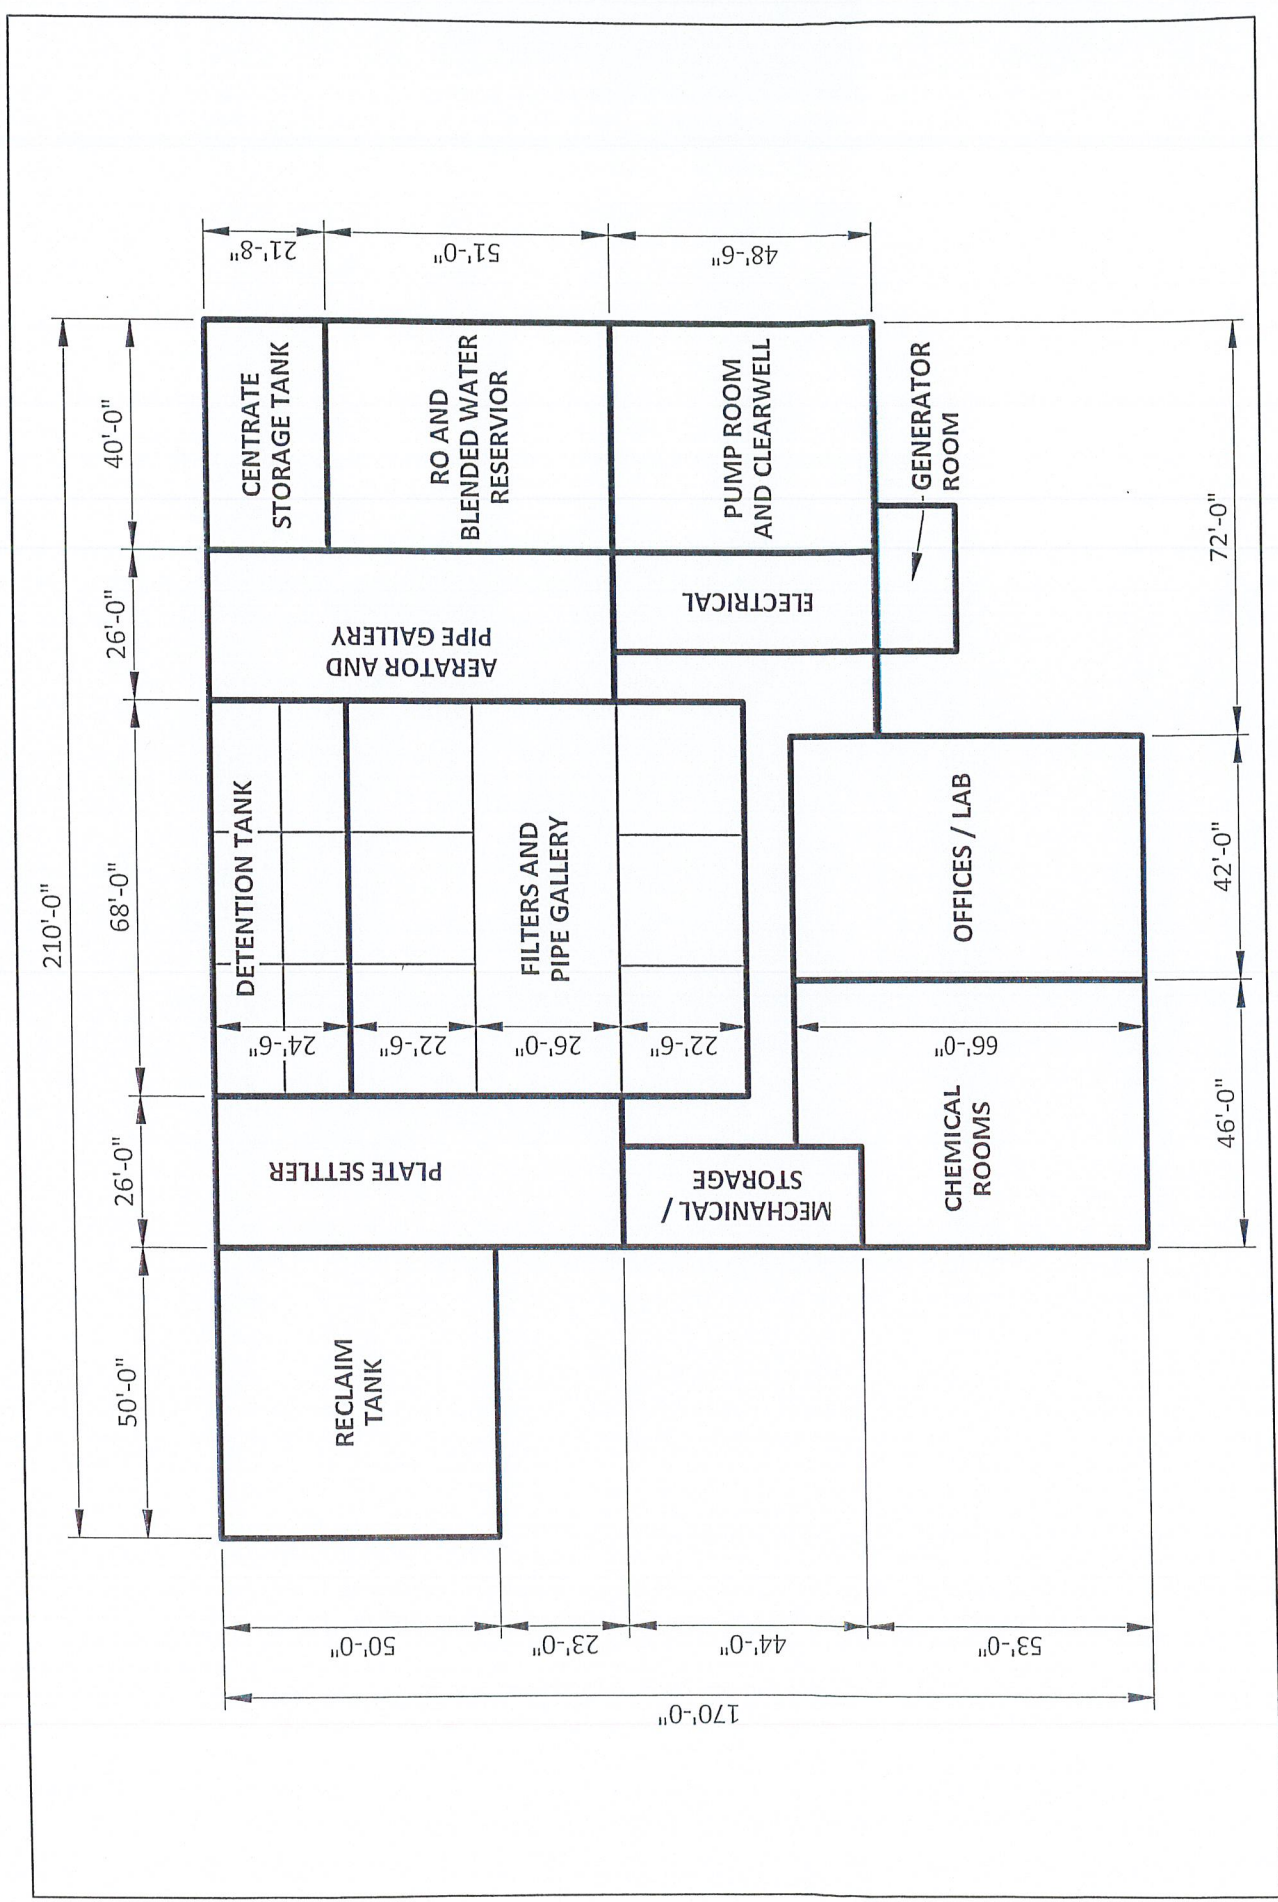 210'-0"
50'-0"
26'-0"
68'-0"
26'-0"
40'-0"
170'-0"
50'-0"
23'-0"
44'-0"
53'-0"
RECLAIM
TANK
PLATE SETTLER
MECHANICAL /
STORAGE
CHEMICAL
ROOMS
66'-0"
DETENTION TANK
24'-6"
22'-6"
26'-0"
22'-6"
FILTERS AND
PIPE GALLERY
OFFICES / LAB
AERATOR AND
PIPE GALLERY
ELECTRICAL
CENTRATE
STORAGE TANK
RO AND
BLENDED WATER
RESERVIOR
PUMP ROOM
AND CLEARWELL
GENERATOR
ROOM
21'-8"
51'-0"
48'-6"
46'-0"
42'-0"
72'-0"